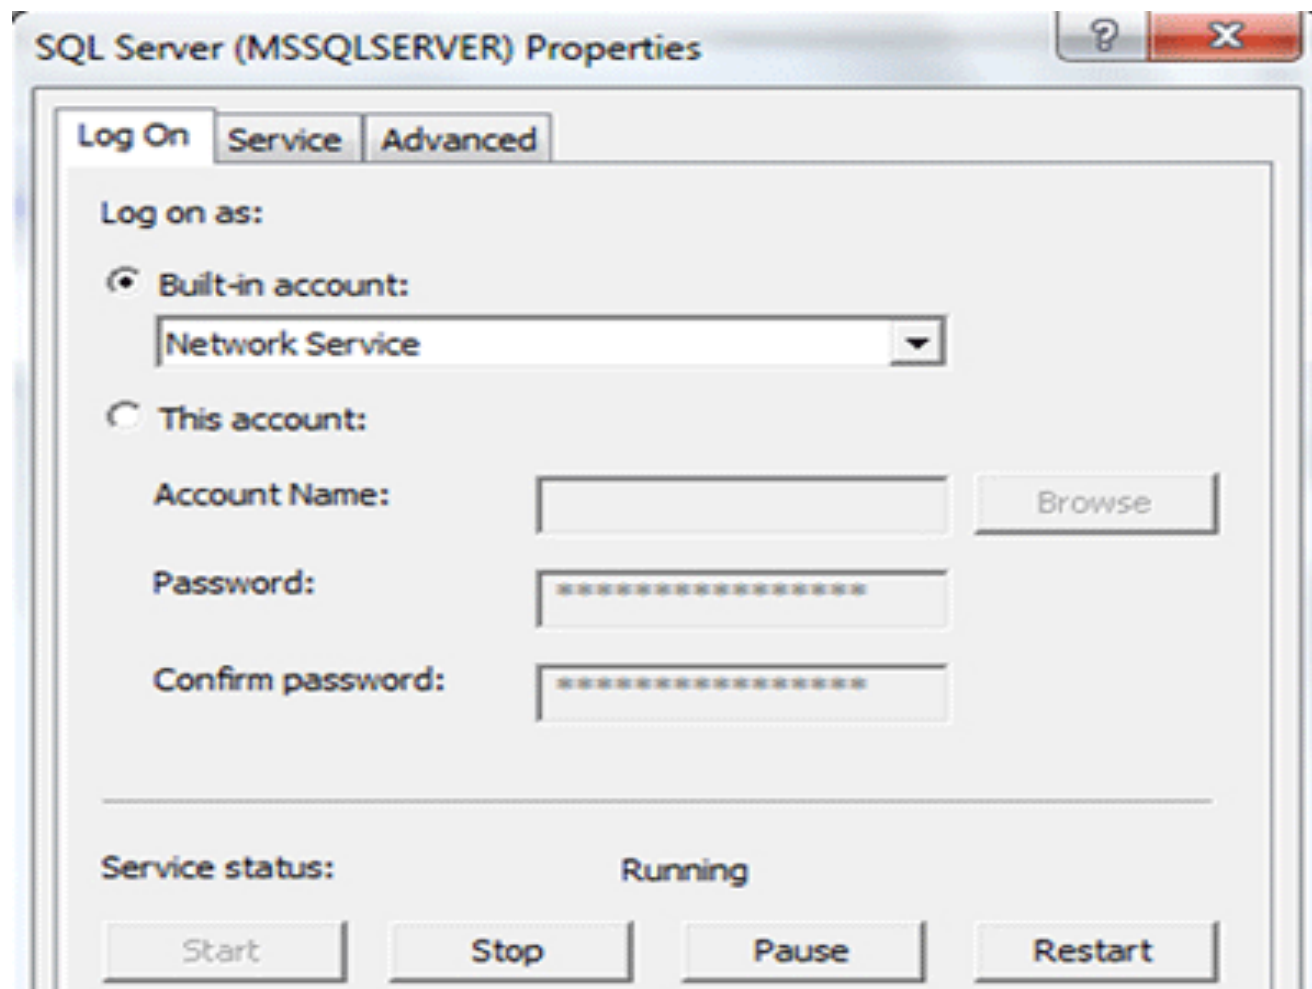 SQL Server (MSSQLSERVER) Properties
?
Log On Service Advanced
Log on as:
Built-in account:
Network Service
This account:
Account Name: Browse
Password: ****************
Confirm password: ****************
Service status: Running
Start Stop Pause Restart